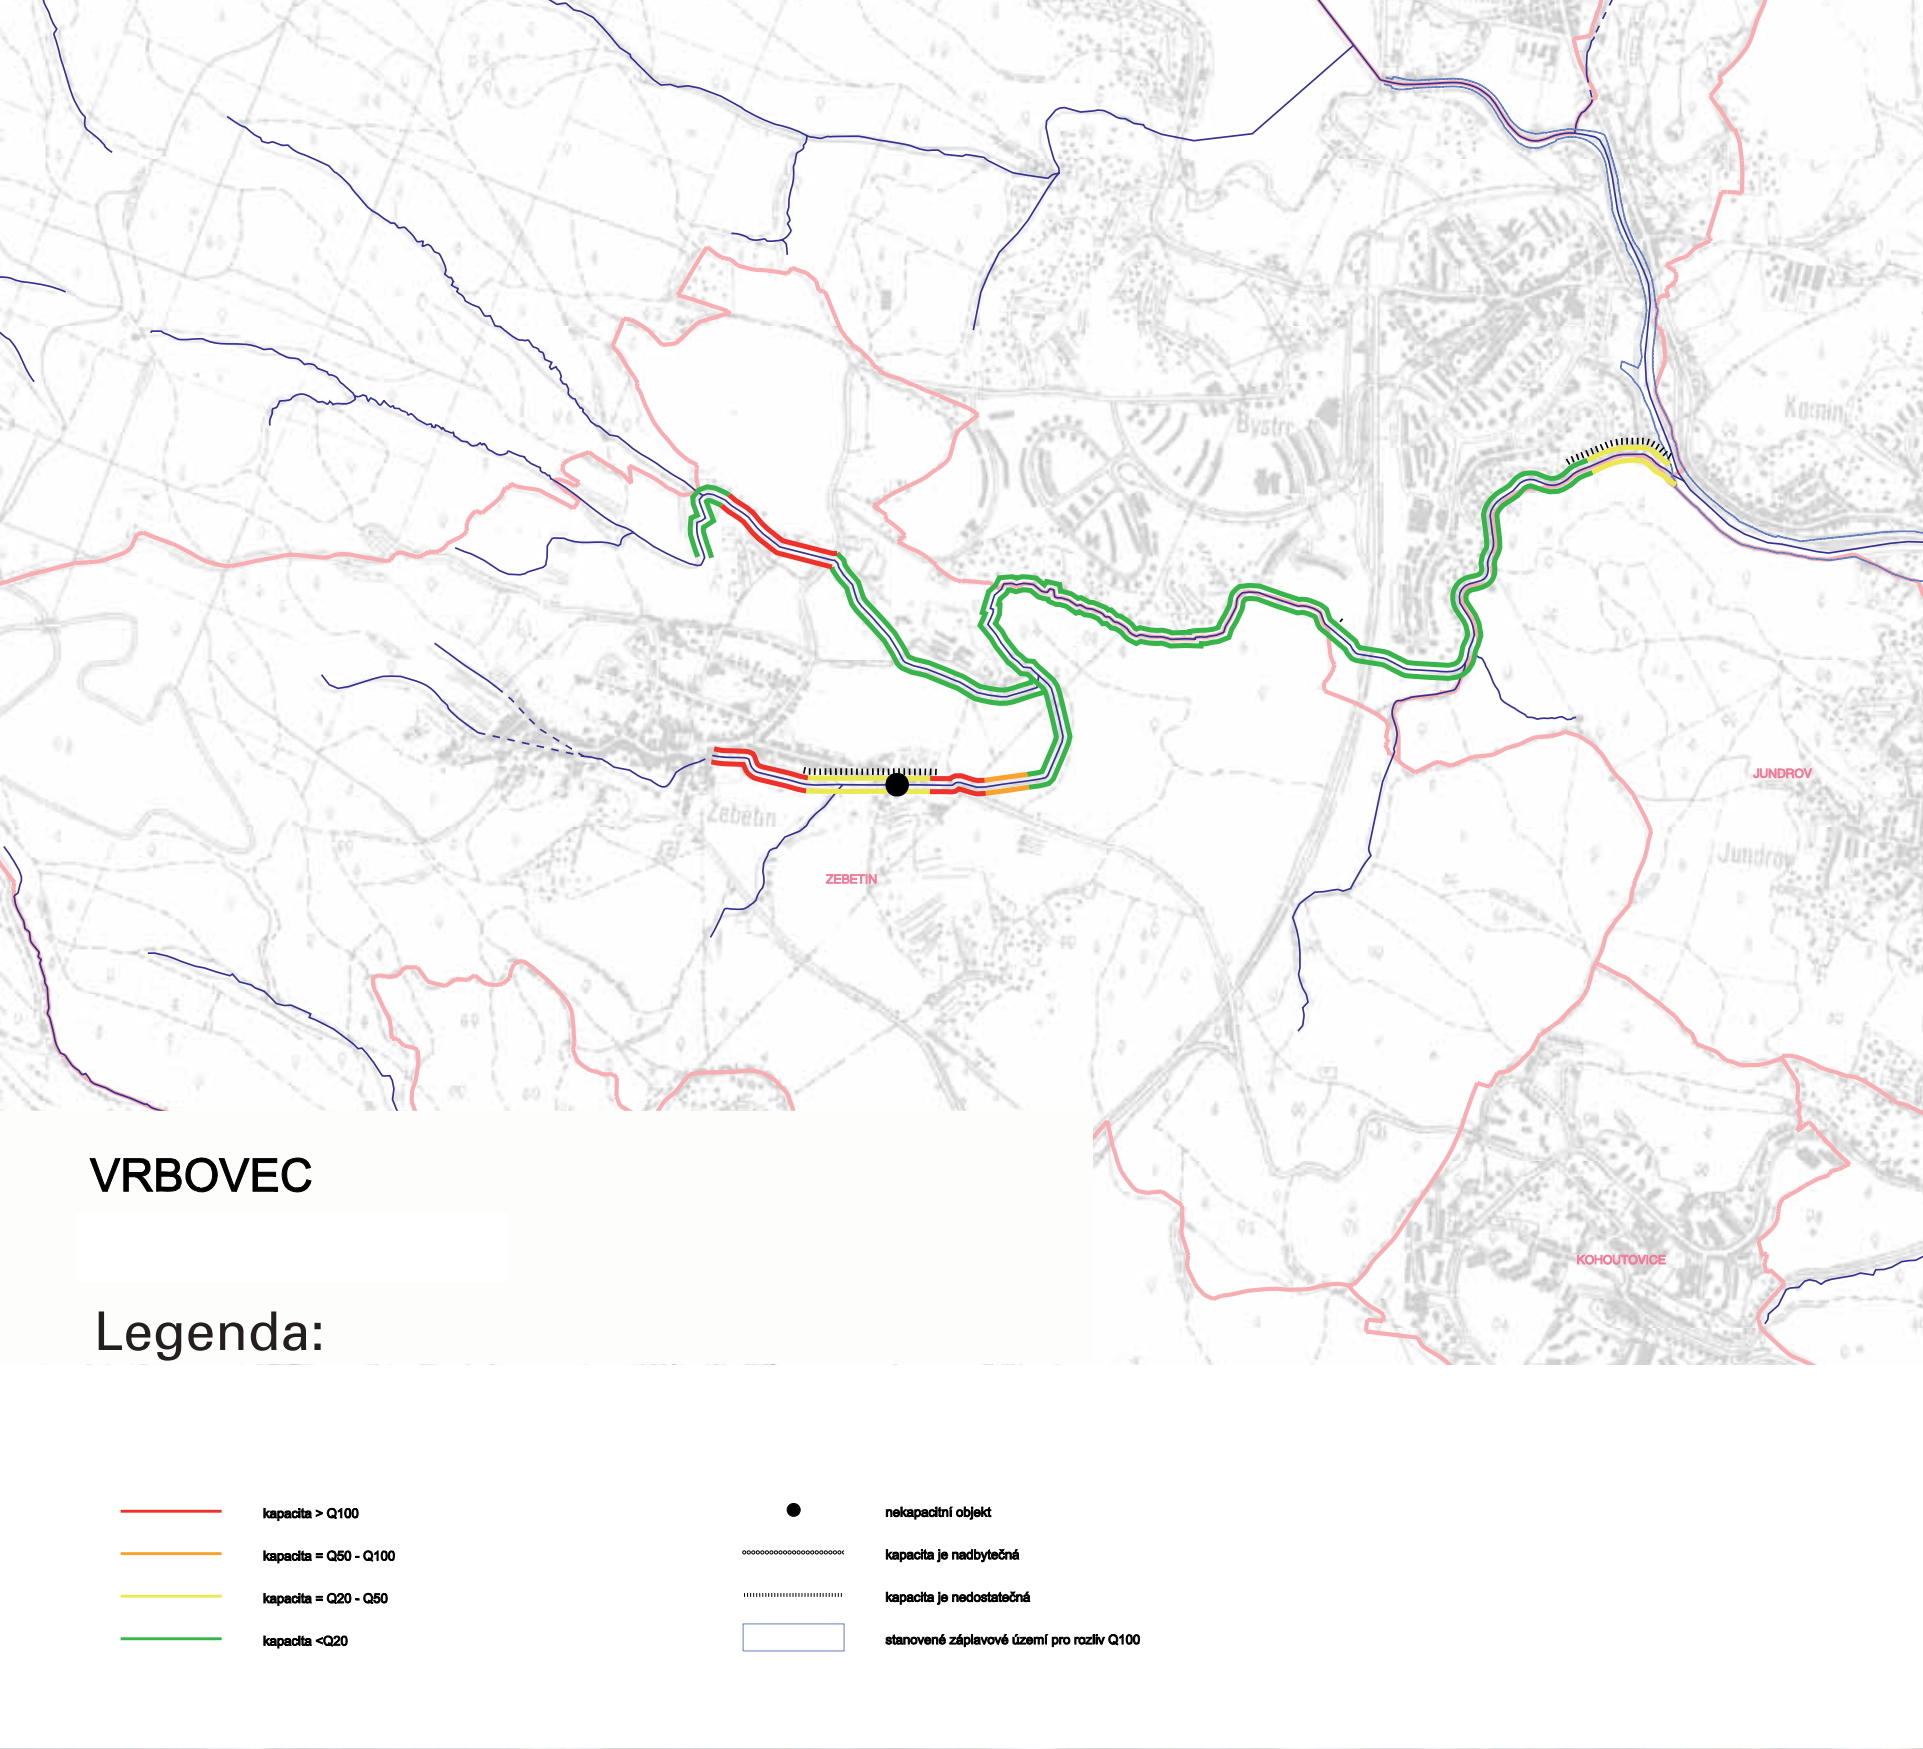 Bystrc
Komín
JUNDROV
Jundrov
Žebětín
ZEBETIN
KOHOUTOVICE
VRBOVEC
Legenda:
kapacita > Q100
kapacita = Q50 - Q100
kapacita = Q20 - Q50
kapacita <Q20
nekapacitní objekt
kapacita je nadbytečná
kapacita je nedostatečná
stanovené záplavové území pro rozliv Q100